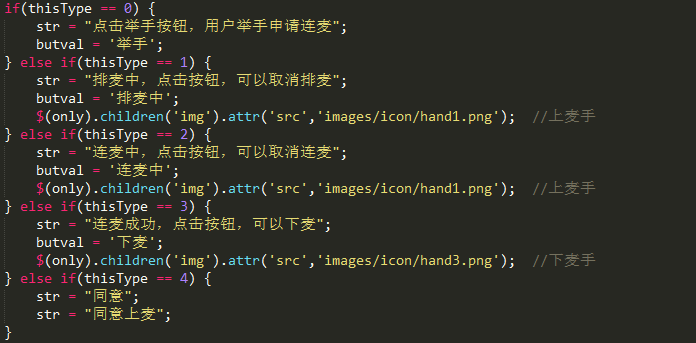 if(thisType == 0) {
str = "点击举手按钮，用户举手申请连麦";
butval = '举手';
} else if(thisType == 1) {
str = "排麦中，点击按钮，可以取消排麦";
butval = '排麦中';
$(only).children('img').attr('src','images/icon/hand1.png');  //上麦手
} else if(thisType == 2) {
str = "连麦中，点击按钮，可以取消连麦";
butval = '连麦中';
$(only).children('img').attr('src','images/icon/hand1.png');  //上麦手
} else if(thisType == 3) {
str = "连麦成功，点击按钮，可以下麦";
butval = '下麦';
$(only).children('img').attr('src','images/icon/hand3.png');  //下麦手
} else if(thisType == 4) {
str = "同意";
str = "同意上麦";
}